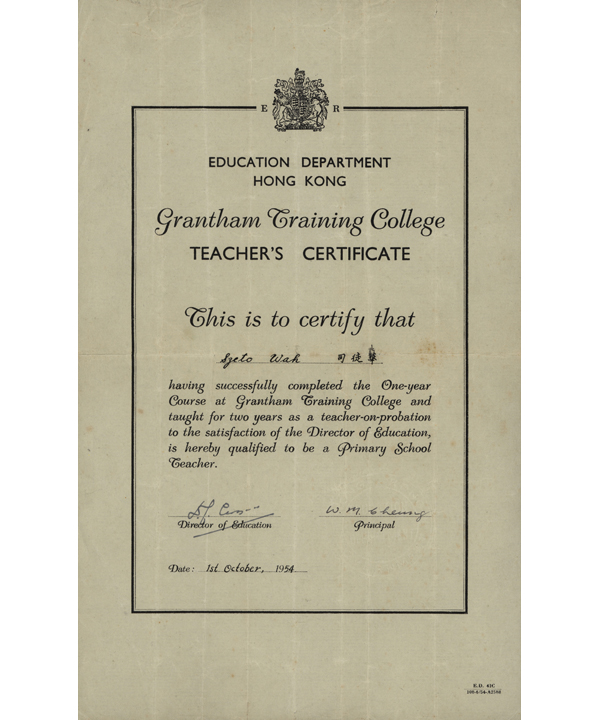 E R
EDUCATION DEPARTMENT
HONG KONG
Grantham Training College
TEACHER'S CERTIFICATE
This is to certify that
Szeto Wah 司徒華
having successfully completed the One-year
Course at Grantham Training College and
taught for two years as a teacher-on-probation
to the satisfaction of the Director of Education,
is hereby qualified to be a Primary School
Teacher.
W. M. Cheung
Director of Education Principal
Date: 1st October, 1954.
E.D. 43C